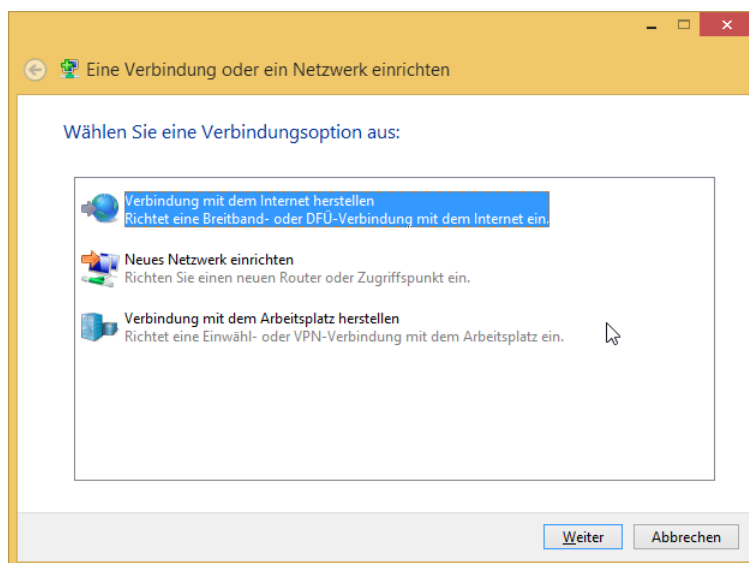 Eine Verbindung oder ein Netzwerk einrichten
Wählen Sie eine Verbindungsoption aus:
Verbindung mit dem Internet herstellen
Richtet eine Breitband- oder DFÜ-Verbindung mit dem Internet ein.
Neues Netzwerk einrichten
Richten Sie einen neuen Router oder Zugriffspunkt ein.
Verbindung mit dem Arbeitsplatz herstellen
Richtet eine Einwähl- oder VPN-Verbindung mit dem Arbeitsplatz ein.
Weiter Abbrechen